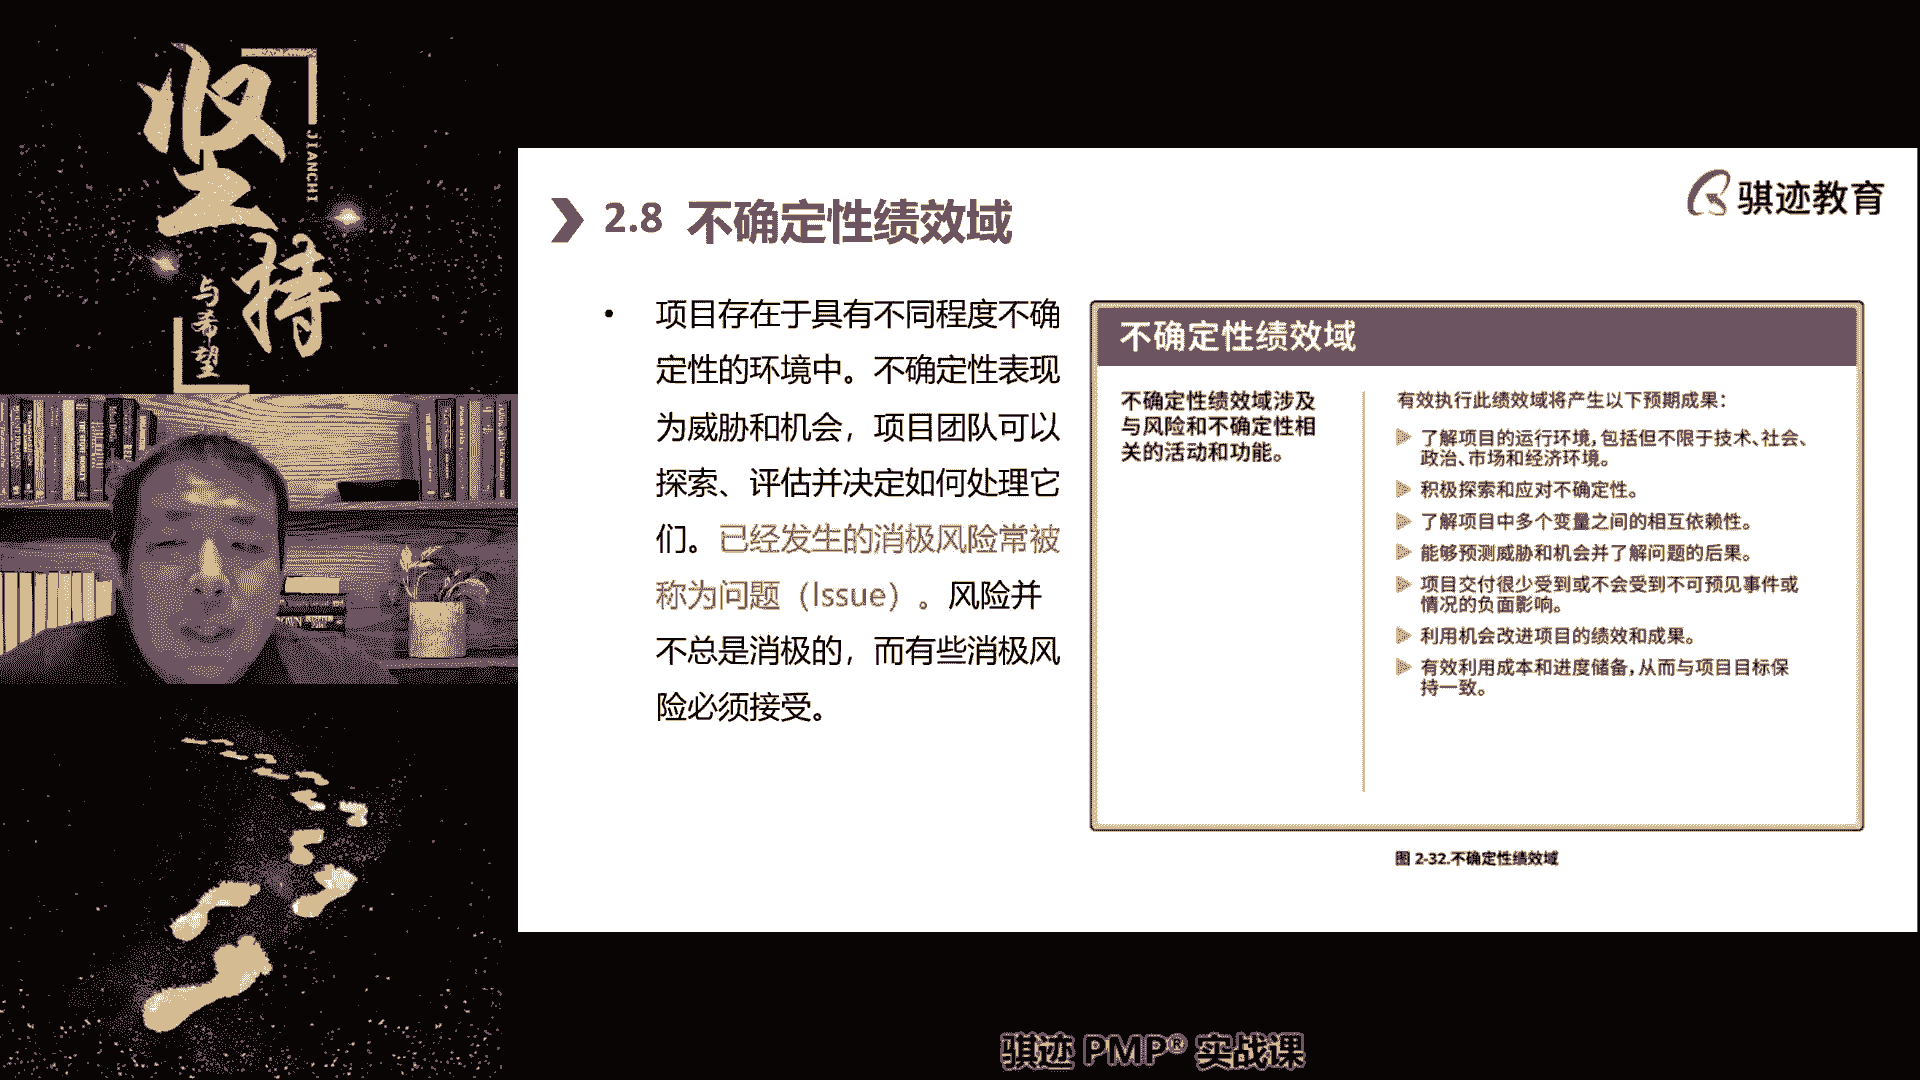 坚持
JIANCHI
与希望
骐迹教育
2.8 不确定性绩效域
• 项目存在于具有不同程度不确
定性的环境中。不确定性表现
为威胁和机会，项目团队可以
探索、评估并决定如何处理它
们。已经发生的消极风险常被
称为问题（Issue）。风险并
不总是消极的，而有些消极风
险必须接受。
不确定性绩效域
不确定性绩效域涉及
与风险和不确定性相
关的活动和功能。
有效执行此绩效域将产生以下预期成果：
了解项目的运行环境，包括但不限于技术、社会、
政治、市场和经济环境。
积极探索和应对不确定性。
了解项目中多个变量之间的相互依赖性。
能够预测威胁和机会并了解问题的后果。
项目交付很少受到或不会受到不可预见事件或
情况的负面影响。
利用机会改进项目的绩效和成果。
有效利用成本和进度储备，从而与项目目标保
持一致。
图 2-32.不确定性绩效域
骐迹 PMP® 实战课